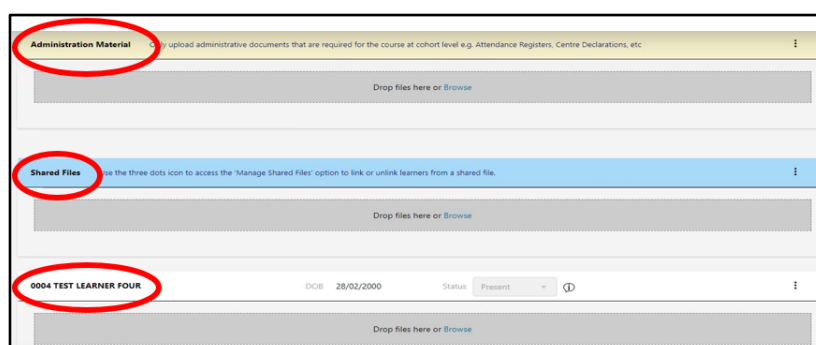 Administration Material ly upload administrative documents that are required for the course at cohort level e.g. Attendance Registers, Centre Declarations, etc
Drop files here or Browse
Shared Files se the three dots icon to access the 'Manage Shared Files' option to link or unlink learners from a shared file.
Drop files here or Browse
0004 TEST LEARNER FOUR DOB 28/02/2000 Status Present
Drop files here or Browse